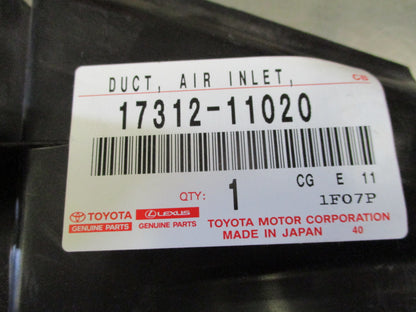 DUCT, AIR INLET,
CB
17312-11020
QTY: 1 CG E 11
1F07P
TOYOTA LEXUS
GENUINE PARTS GENUINE PARTS
TOYOTA MOTOR CORPORATION
MADE IN JAPAN 40